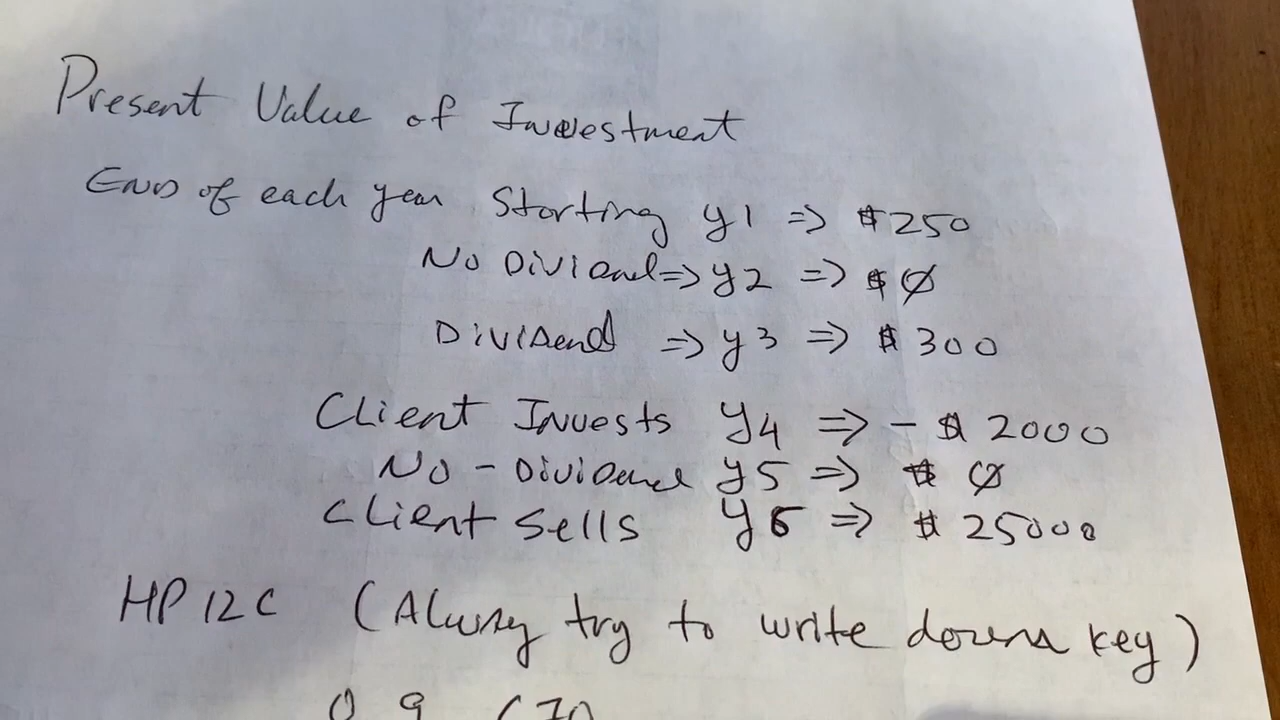 Present Value of Investment
End of each year Starting y1 => $250
No Dividend => y2 => $0
Dividend => y3 => $300
Client Invests y4 => - $2000
No - Dividend y5 => $0
Client Sells y6 => $25000
HP 12C (Always try to write down key)
0 g